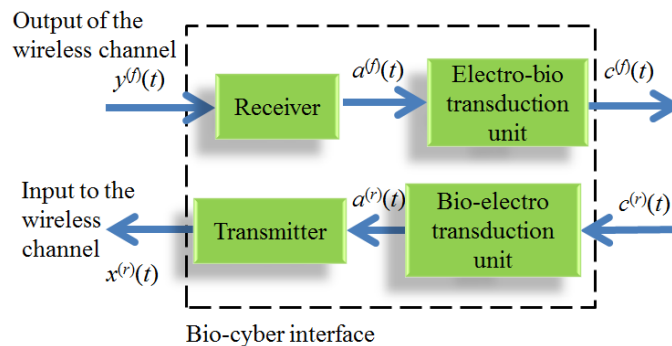 Output of the
wireless channel
y^(f)(t)
Receiver
a^(f)(t)
Electro-bio
transduction
unit
c^(f)(t)
Input to the
wireless
channel
x^(r)(t)
Transmitter
a^(r)(t)
Bio-electro
transduction
unit
c^(r)(t)
Bio-cyber interface